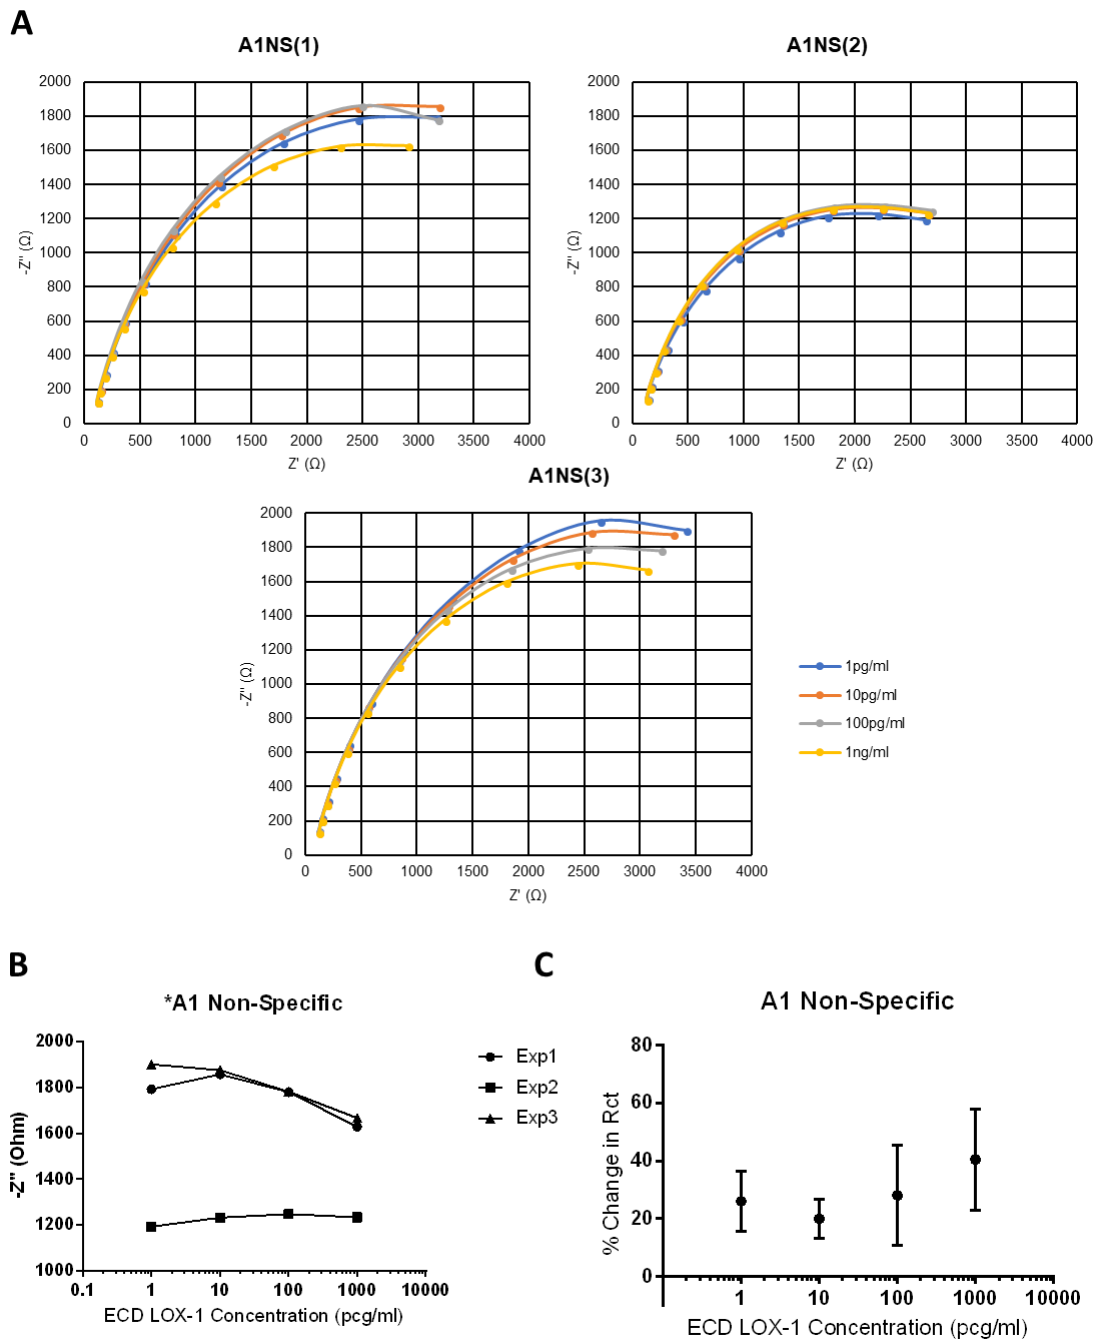 A
A1NS(1)
2000
1800
1600
1400
1200
1000
800
600
400
200
0
-Z" (Ω)
0 500 1000 1500 2000 2500 3000 3500 4000
Z' (Ω)
A1NS(2)
2000
1800
1600
1400
1200
1000
800
600
400
200
0
-Z" (Ω)
0 500 1000 1500 2000 2500 3000 3500 4000
Z' (Ω)
A1NS(3)
2000
1800
1600
1400
1200
1000
800
600
400
200
0
-Z" (Ω)
0 500 1000 1500 2000 2500 3000 3500 4000
Z' (Ω)
1pg/ml
10pg/ml
100pg/ml
1ng/ml
B
*A1 Non-Specific
2000
1800
1600
1400
1200
1000
-Z" (Ohm)
0.1 1 10 100 1000 10000
ECD LOX-1 Concentration (pcg/ml)
Exp1
Exp2
Exp3
C
A1 Non-Specific
80
60
40
20
0
% Change in Rct
1 10 100 1000 10000
ECD LOX-1 Concentration (pcg/ml)